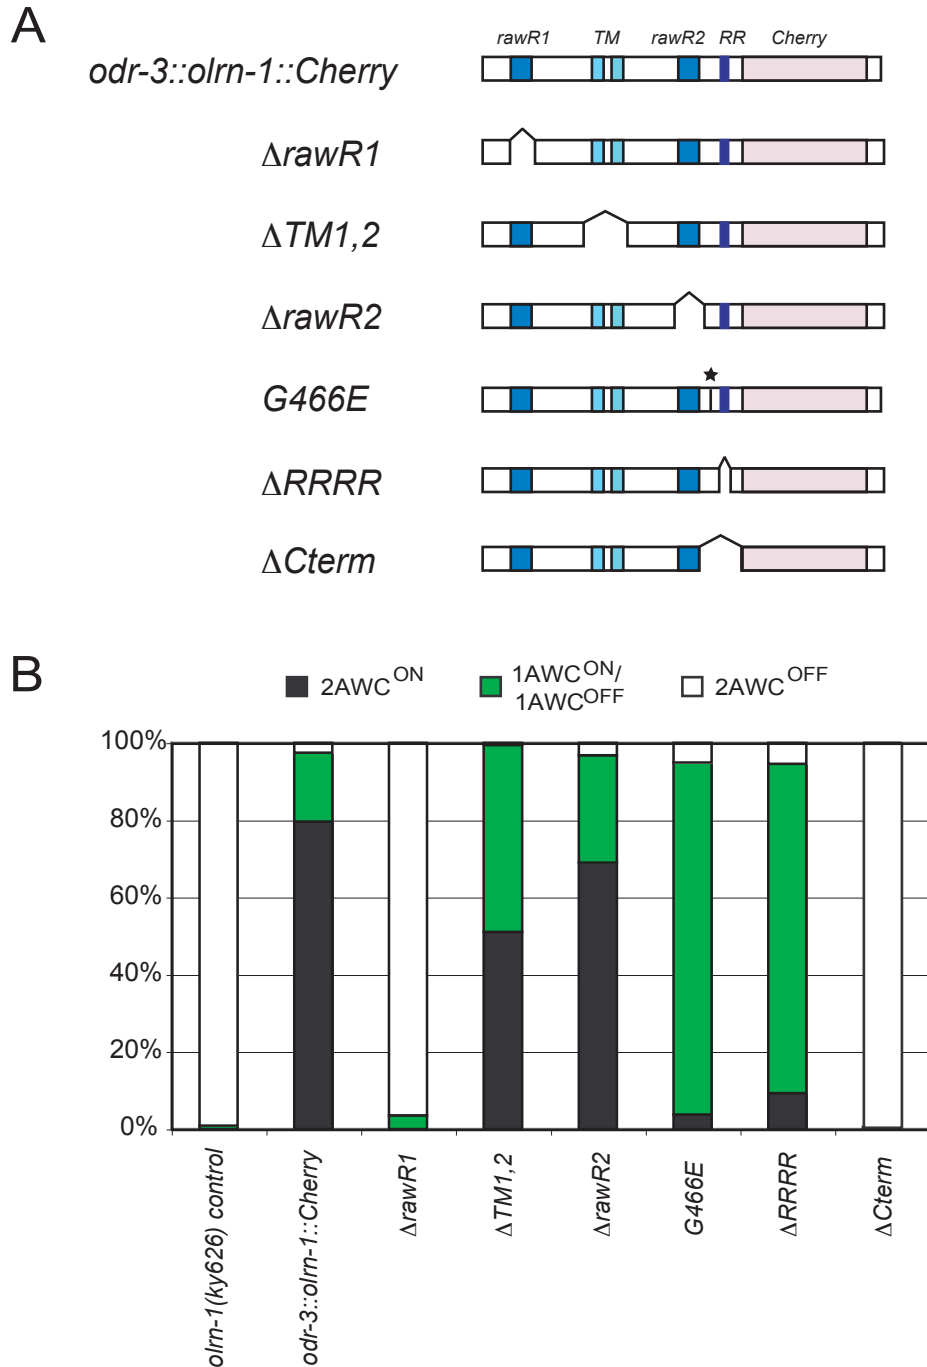 A
rawR1 TM rawR2 RR Cherry
odr-3::olrn-1::Cherry
ΔrawR1
ΔTM1,2
ΔrawR2
G466E
ΔRRRR
ΔCterm
B
2AWC^ON 1AWC^ON/ 2AWC^OFF
1AWC^OFF
100%
80%
60%
40%
20%
0%
olrn-1(ky626) control
odr-3::olrn-1::Cherry
ΔrawR1
ΔTM1,2
ΔrawR2
G466E
ΔRRRR
ΔCterm